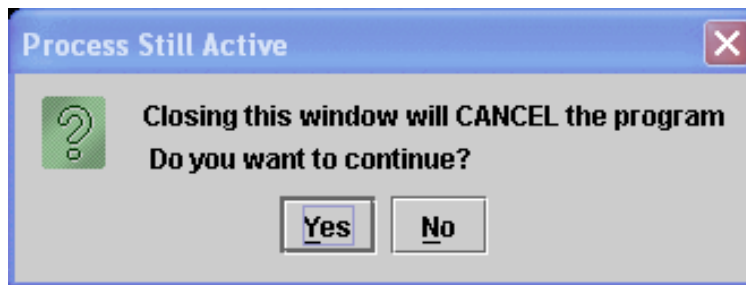 Process Still Active
Closing this window will CANCEL the program
Do you want to continue?
Yes No